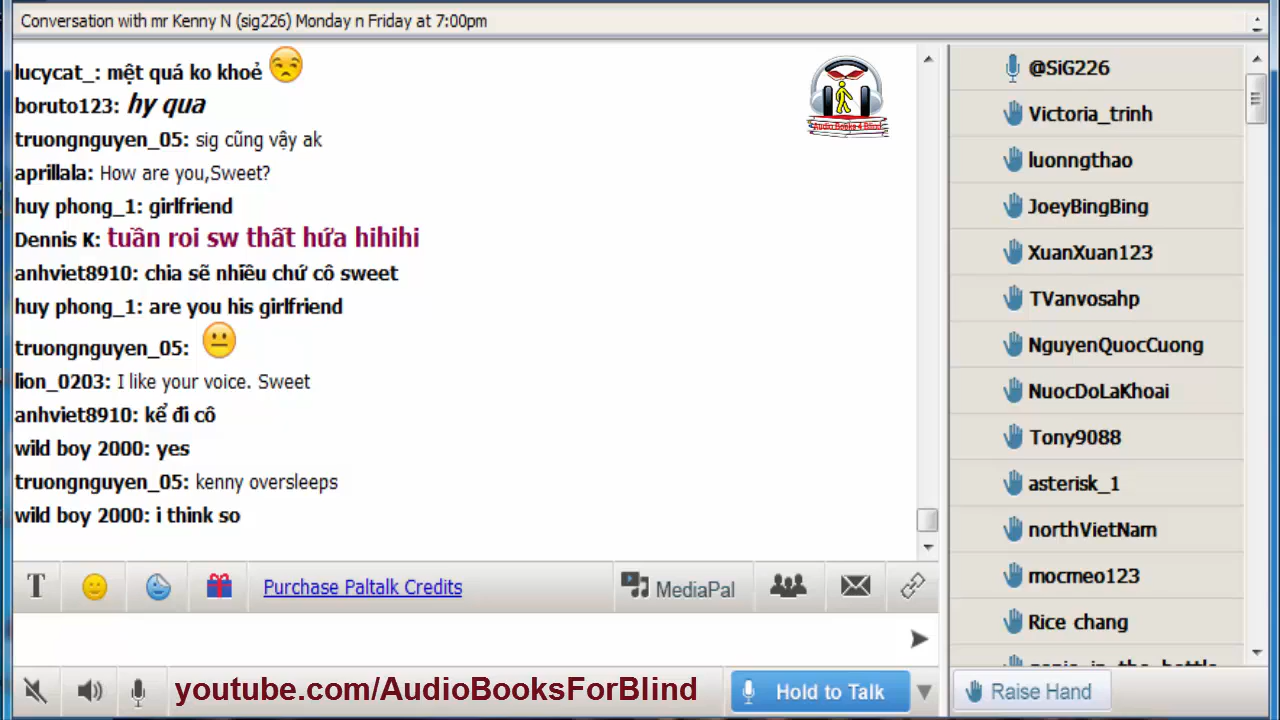 Conversation with mr Kenny N (sig226) Monday n Friday at 7:00pm
lucycat_: mệt quá ko khoẻ
boruto123: hy qua
truongnguyen_05: sig cũng vậy ak
aprillala: How are you,Sweet?
huy phong_1: girlfriend
Dennis K: tuần roi sw thất hứa hihihi
anhviet8910: chia sẽ nhiều chứ cô sweet
huy phong_1: are you his girlfriend
truongnguyen_05:
lion_0203: I like your voice. Sweet
anhviet8910: kể đi cô
wild boy 2000: yes
truongnguyen_05: kenny oversleeps
wild boy 2000: i think so
Audio Books 4 Blind
T
Purchase Paltalk Credits
MediaPal
youtube.com/AudioBooksForBlind
Hold to Talk
@SiG226
Victoria_trinh
luonngthao
JoeyBingBing
XuanXuan123
TVanvosahp
NguyenQuocCuong
NuocDoLaKhoai
Tony9088
asterisk_1
northVietNam
mocmeo123
Rice chang
Raise Hand